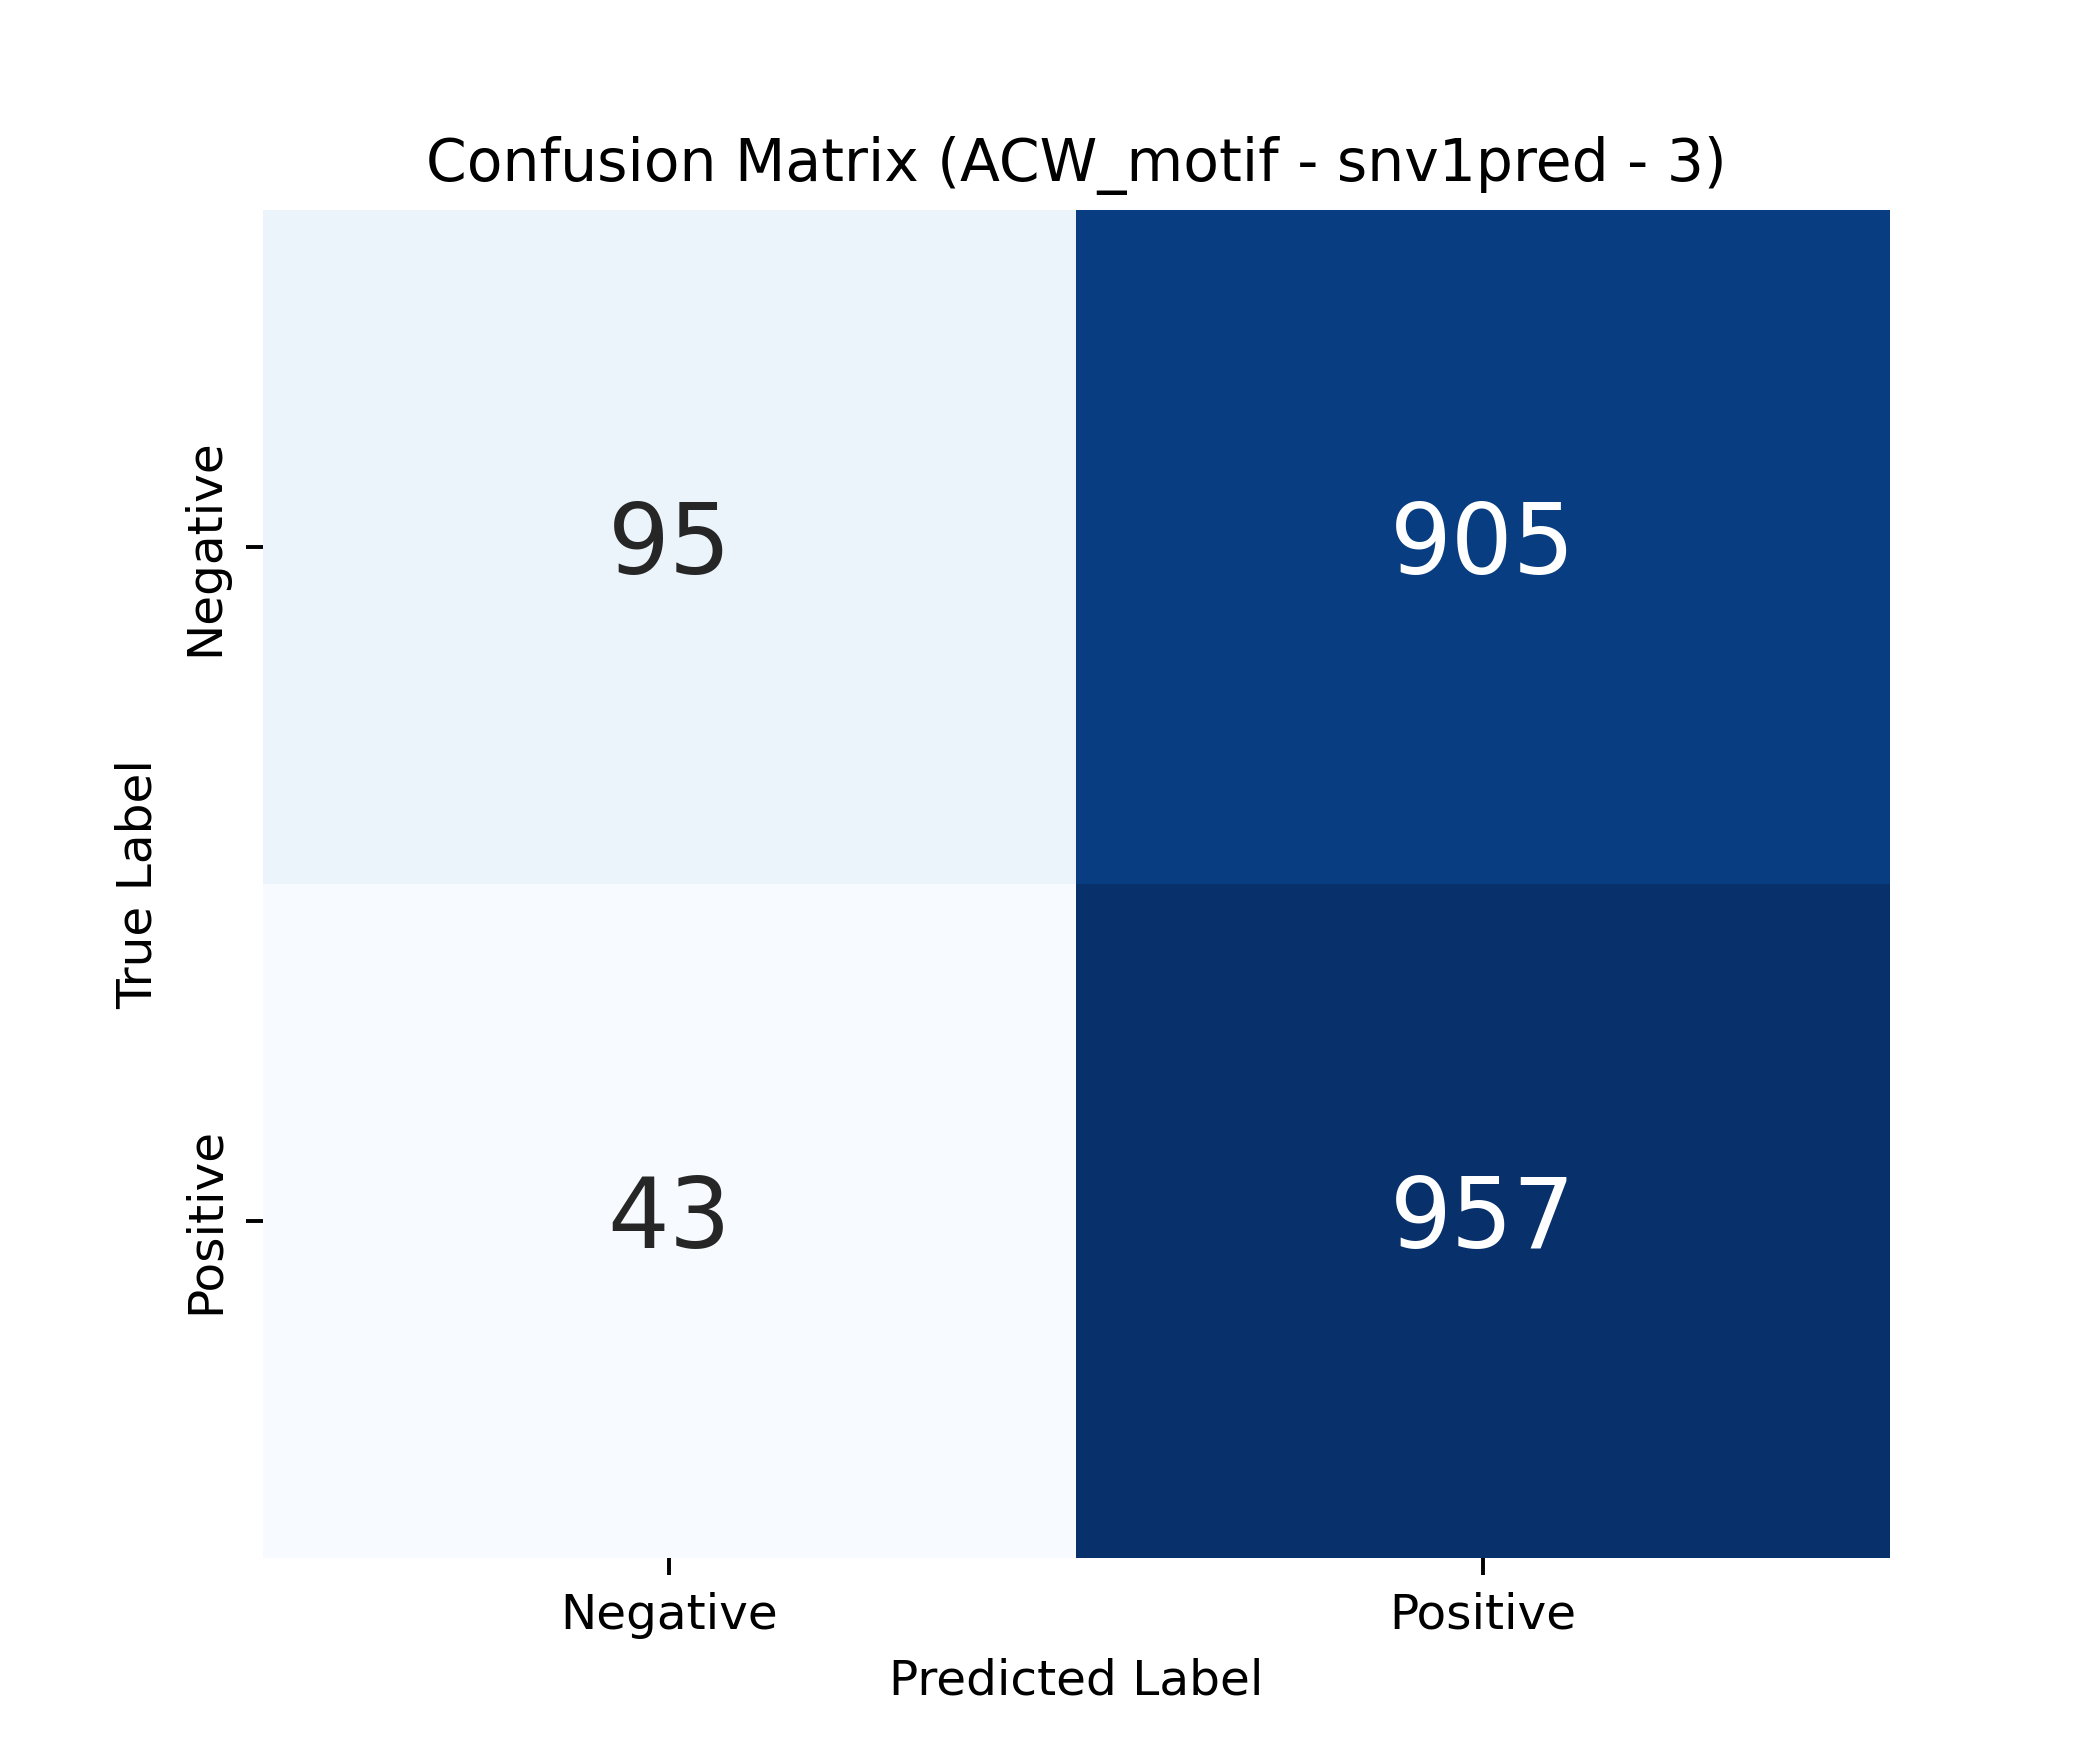 Confusion Matrix (ACW_motif - snv1pred - 3)
True Label
Negative
95 905
Positive
43 957
Negative Positive
Predicted Label